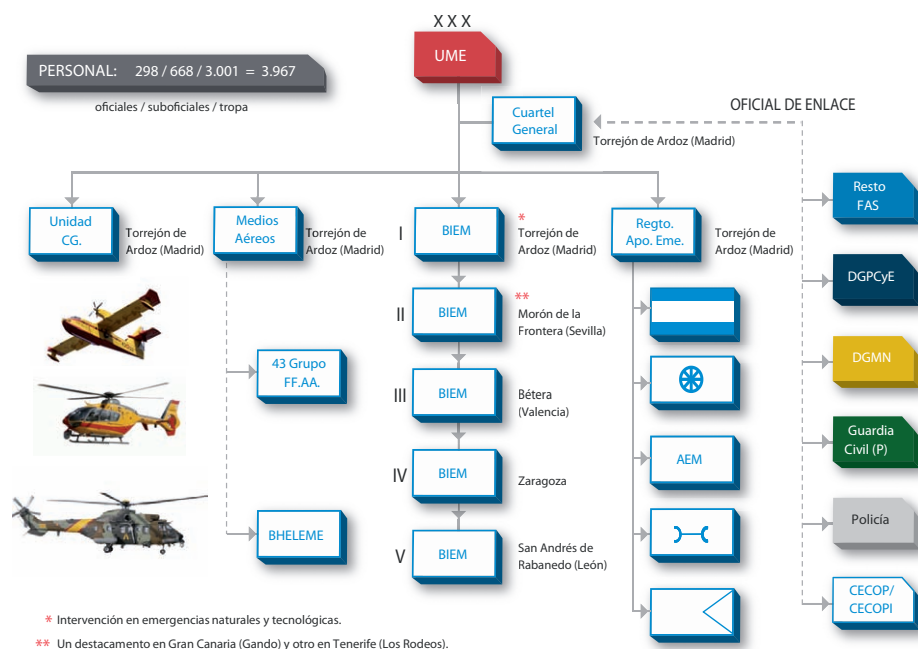 X X X
UME
PERSONAL: 298 / 668 / 3.001 = 3.967
oficiales / suboficiales / tropa
Cuartel
General
Torrejón de Ardoz (Madrid)
OFICIAL DE ENLACE
Unidad
CG.
Torrejón de
Ardoz (Madrid)
Medios
Aéreos
Torrejón de
Ardoz (Madrid)
I
BIEM
*
Torrejón de
Ardoz (Madrid)
Regto.
Apo. Eme.
Torrejón de
Ardoz (Madrid)
II
BIEM
**
Morón de la
Frontera (Sevilla)
43 Grupo
FF.AA.
III
BIEM
Bétera
(Valencia)
IV
BIEM
Zaragoza
AEM
BHELEME
V
BIEM
San Andrés de
Rabanedo (León)
Resto
FAS
DGPCyE
DGMN
Guardia
Civil (P)
Policía
CECOP/
CECOPI
* Intervención en emergencias naturales y tecnológicas.
** Un destacamento en Gran Canaria (Gando) y otro en Tenerife (Los Rodeos).